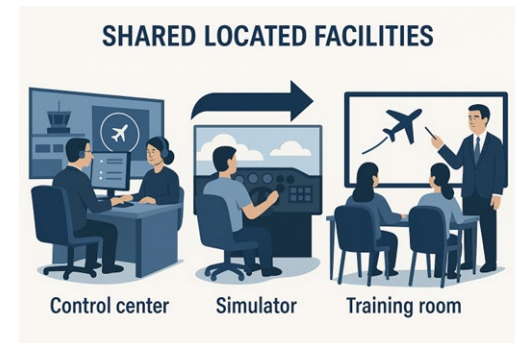 SHARED LOCATED FACILITIES
Control center
Simulator
Training room